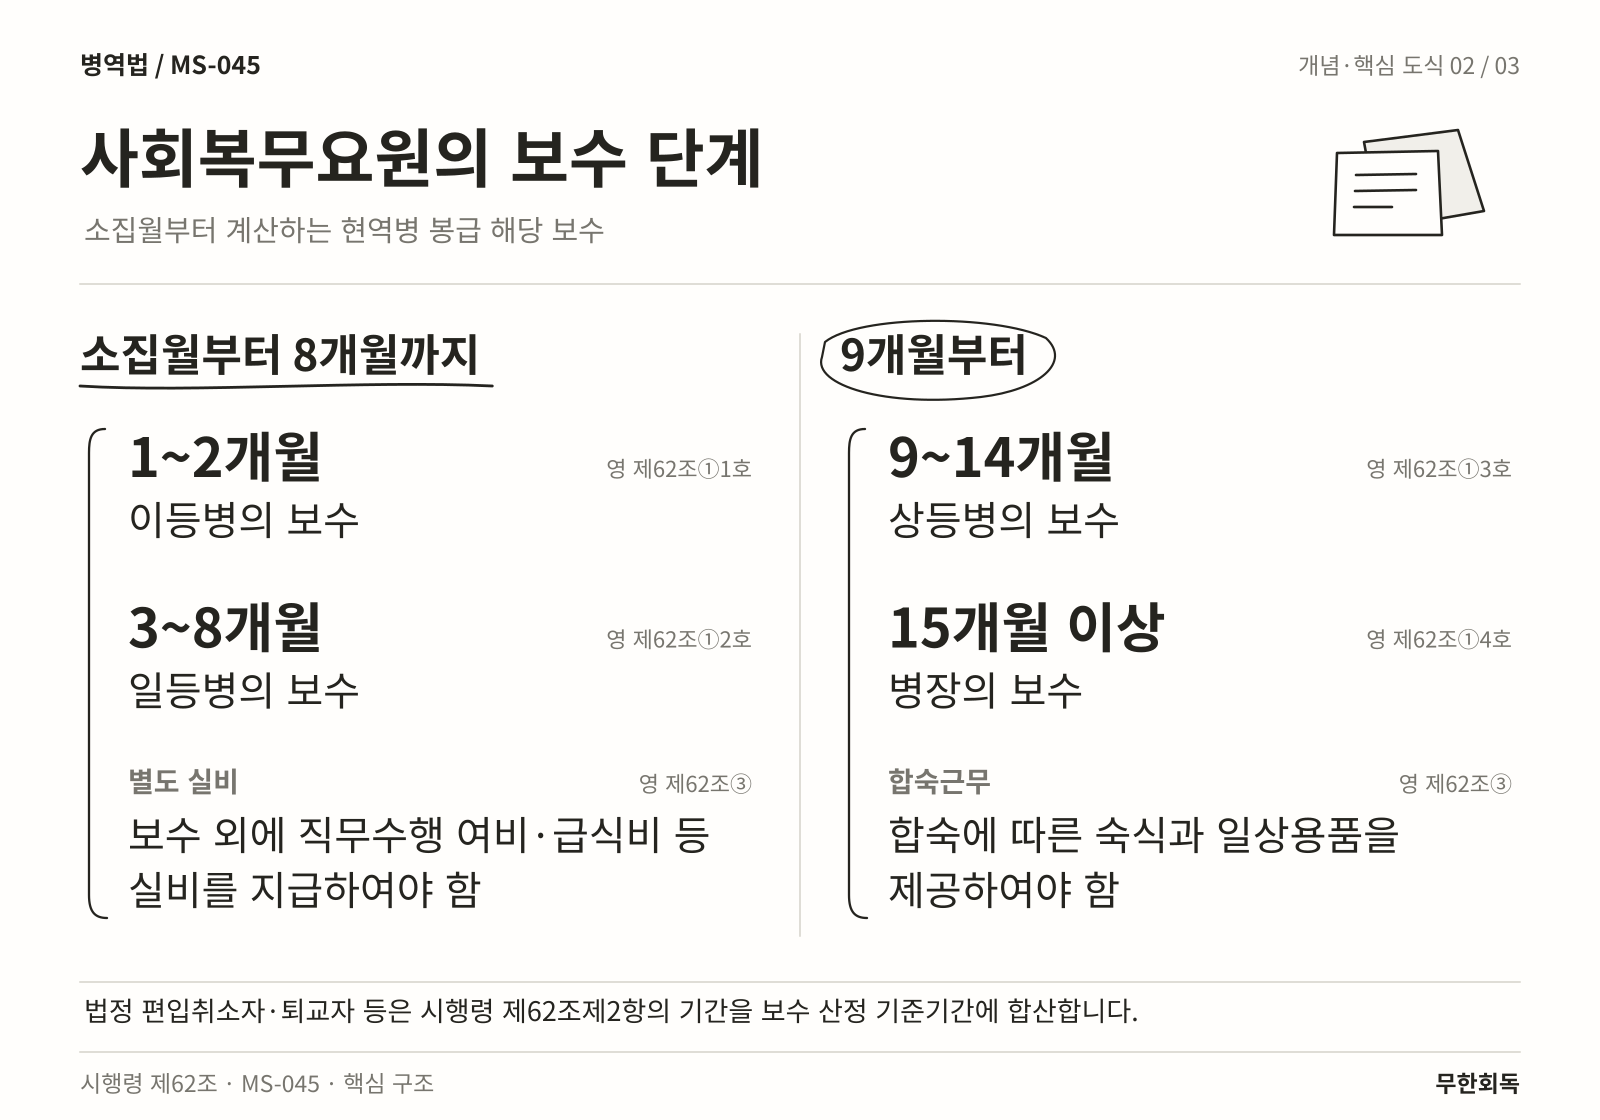 병역법 / MS-045
개념·핵심 도식 02 / 03
사회복무요원의 보수 단계
소집월부터 계산하는 현역병 봉급 해당 보수
소집월부터 8개월까지
1~2개월
영 제62조①1호
이등병의 보수
3~8개월
영 제62조①2호
일등병의 보수
별도 실비
영 제62조③
보수 외에 직무수행 여비·급식비 등
실비를 지급하여야 함
9개월부터
9~14개월
영 제62조①3호
상등병의 보수
15개월 이상
영 제62조①4호
병장의 보수
합숙근무
영 제62조③
합숙에 따른 숙식과 일상용품을
제공하여야 함
법정 편입취소자·퇴교자 등은 시행령 제62조제2항의 기간을 보수 산정 기준기간에 합산합니다.
시행령 제62조 · MS-045 · 핵심 구조
무한회독